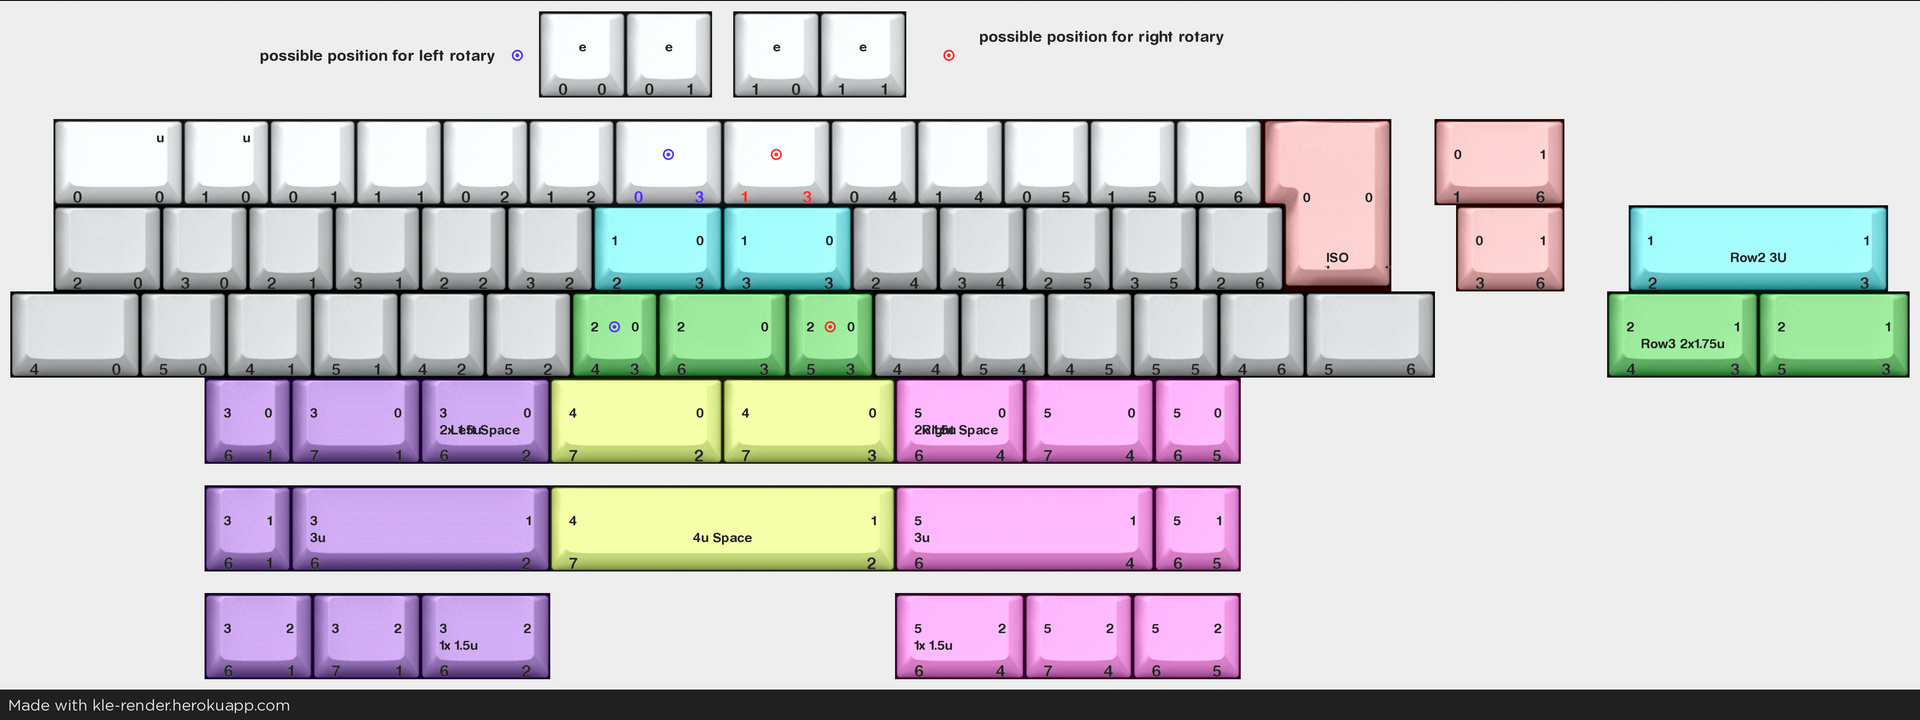 possible position for left rotary
e e e e
possible position for right rotary
0 0 0 1 1 0 1 1
u u
0 0 1 0 0 1 1 1 0 2 1 2 0 3 1 3 0 4 1 4 0 5 1 5 0 6
0 0
ISO
0 1
1 6
2 0 3 0 2 1 3 1 2 2 3 2
1 0 1 0
2 3 3 3
2 4 3 4 2 5 3 5 2 6
0 1
3 6
1 1
Row2 3U
2 3
4 0 5 0 4 1 5 1 4 2 5 2
2 0 2 0 2 0
4 3 6 3 5 3
4 4 5 4 4 5 5 5 4 6 5 6
2 1 2 1
Row3 2x1.75u
4 3 5 3
3 0 3 0 3 0 4 0 4 0 5 0 5 0 5 0
Space Space
6 1 7 1 6 2 7 2 7 3 6 4 7 4 6 5
3 1 3 1 4 1 5 1 5 1
3u 4u Space 3u
6 1 6 2 7 2 6 4 6 5
3 2 3 2 3 2 5 2 5 2 5 2
1x 1.5u 1x 1.5u
6 1 7 1 6 2 6 4 7 4 6 5
Made with kle-render.herokuapp.com